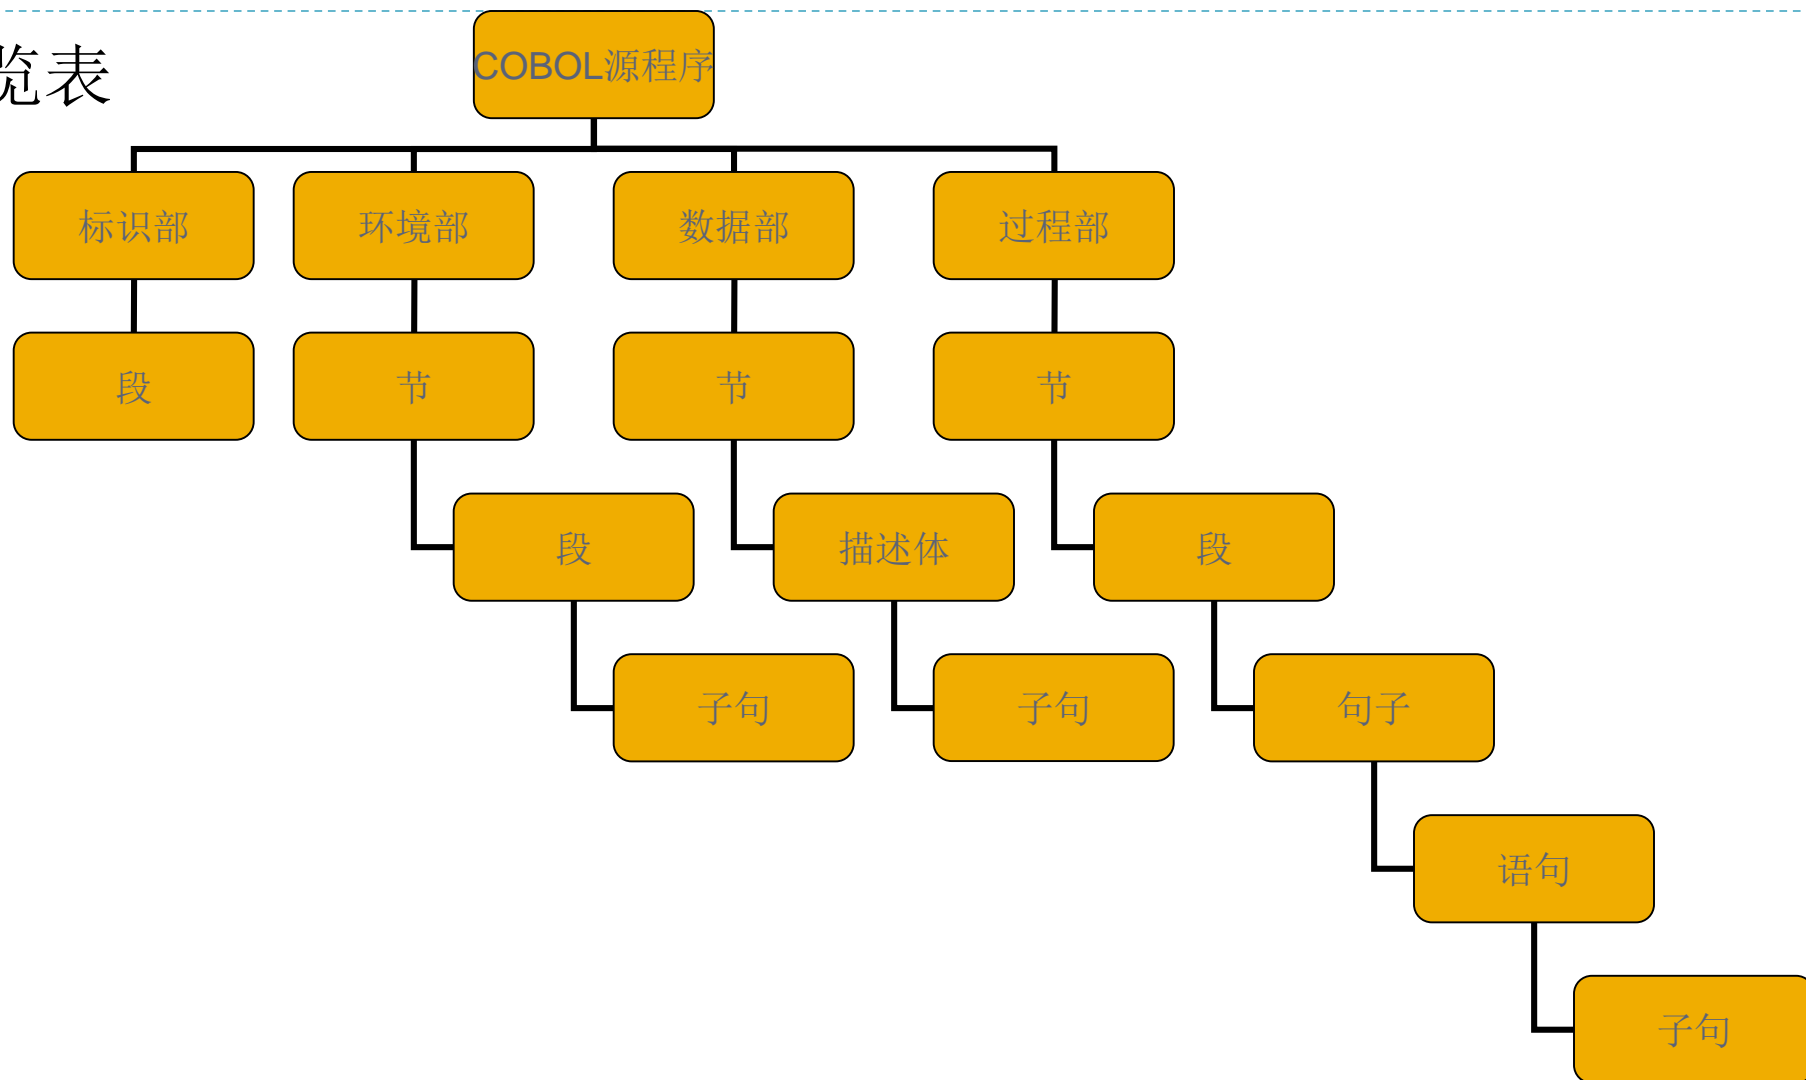 览表
COBOL源程序
标识部
环境部
数据部
过程部
段
节
节
节
段
描述体
段
子句
子句
句子
语句
子句